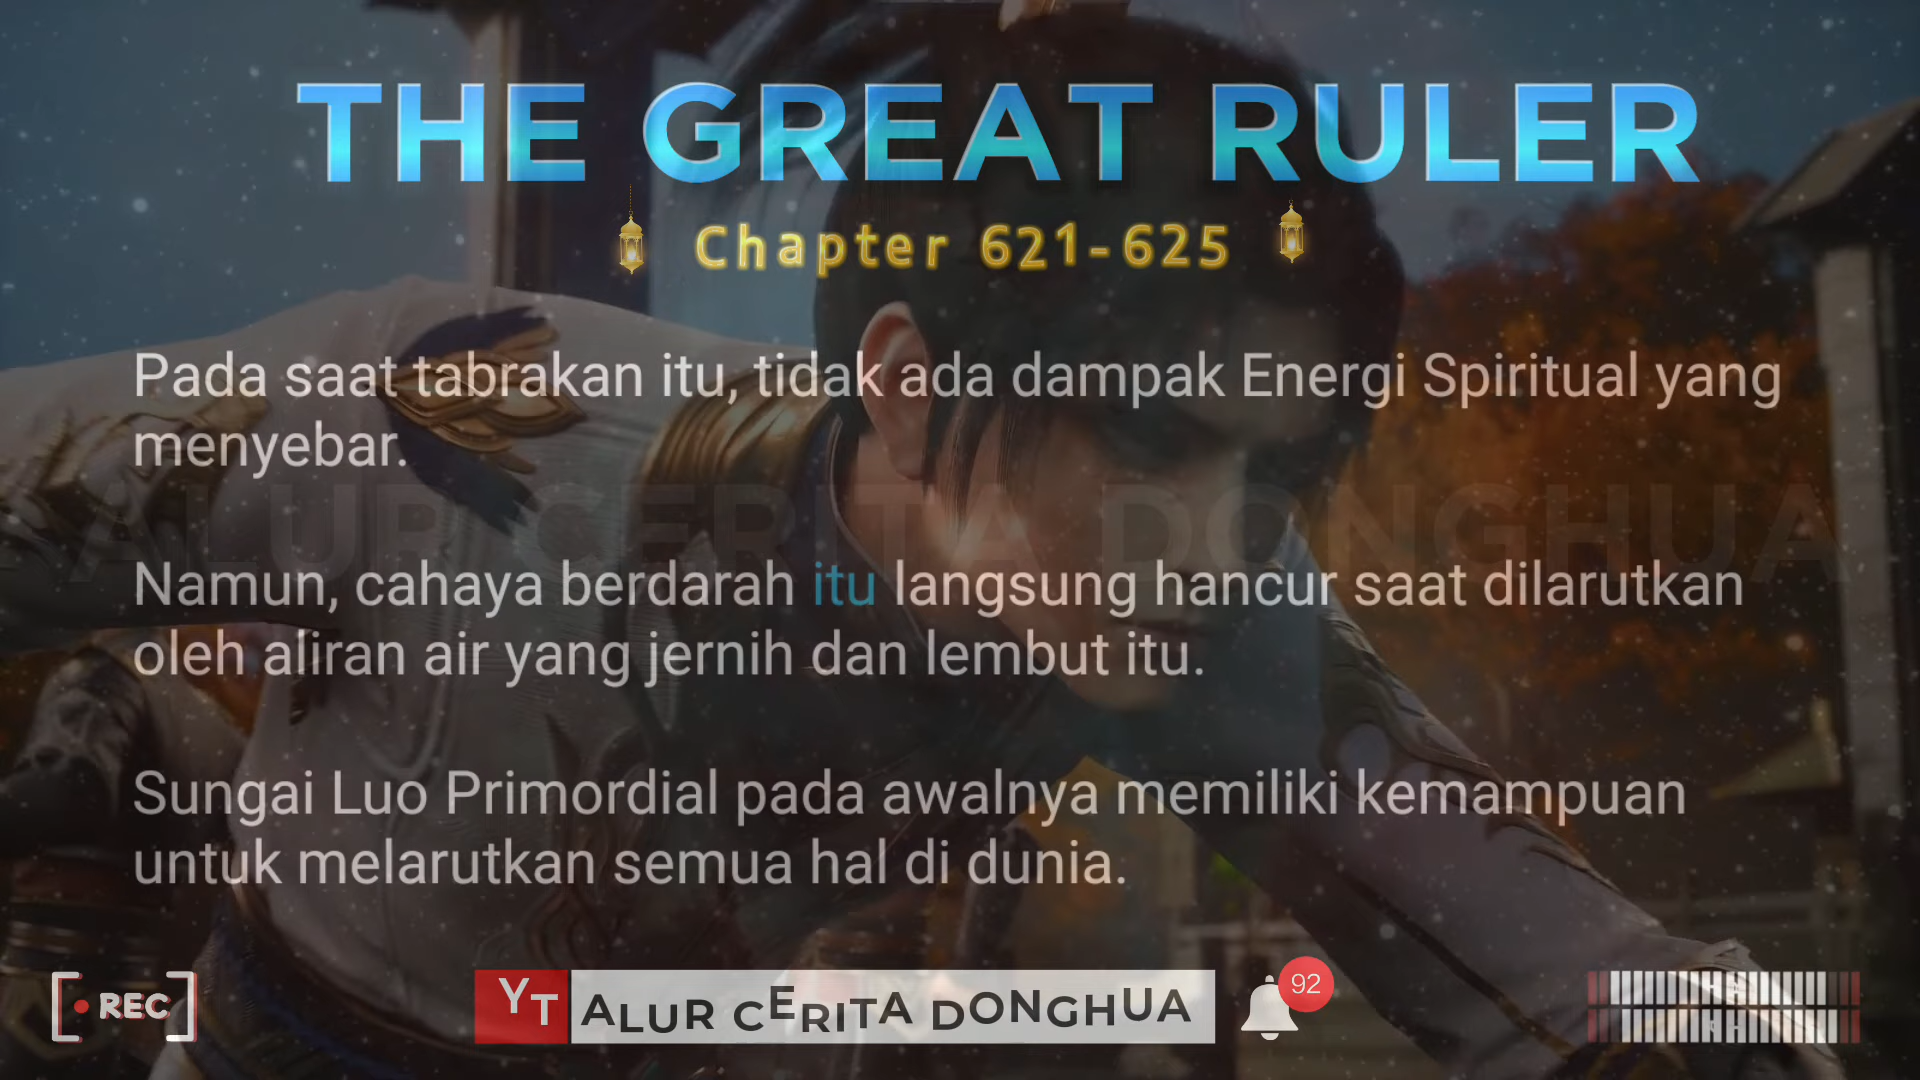 THE GREAT RULER
Chapter 621-625
Pada saat tabrakan itu, tidak ada dampak Energi Spiritual yang
menyebar.
ALUR CERITA DONGHUA
Namun, cahaya berdarah itu langsung hancur saat dilarutkan
oleh aliran air yang jernih dan lembut itu.
Sungai Luo Primordial pada awalnya memiliki kemampuan
untuk melarutkan semua hal di dunia.
REC
YT ALUR CERITA DONGHUA
92